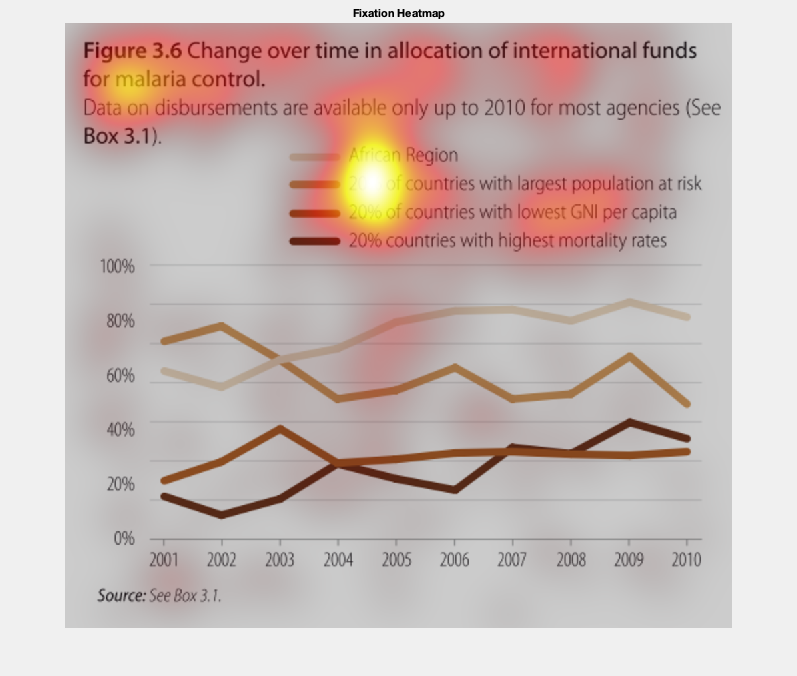 Fixation Heatmap
Figure 3.6 Change over time in allocation of international funds
for malaria control.
Data on disbursements are available only up to 2010 for most agencies (See
Box 3.1).
African Region
20% of countries with largest population at risk
20% of countries with lowest GNI per capita
20% countries with highest mortality rates
100%
80%
60%
40%
20%
0%
2001 2002 2003 2004 2005 2006 2007 2008 2009 2010
Source: See Box 3.1.